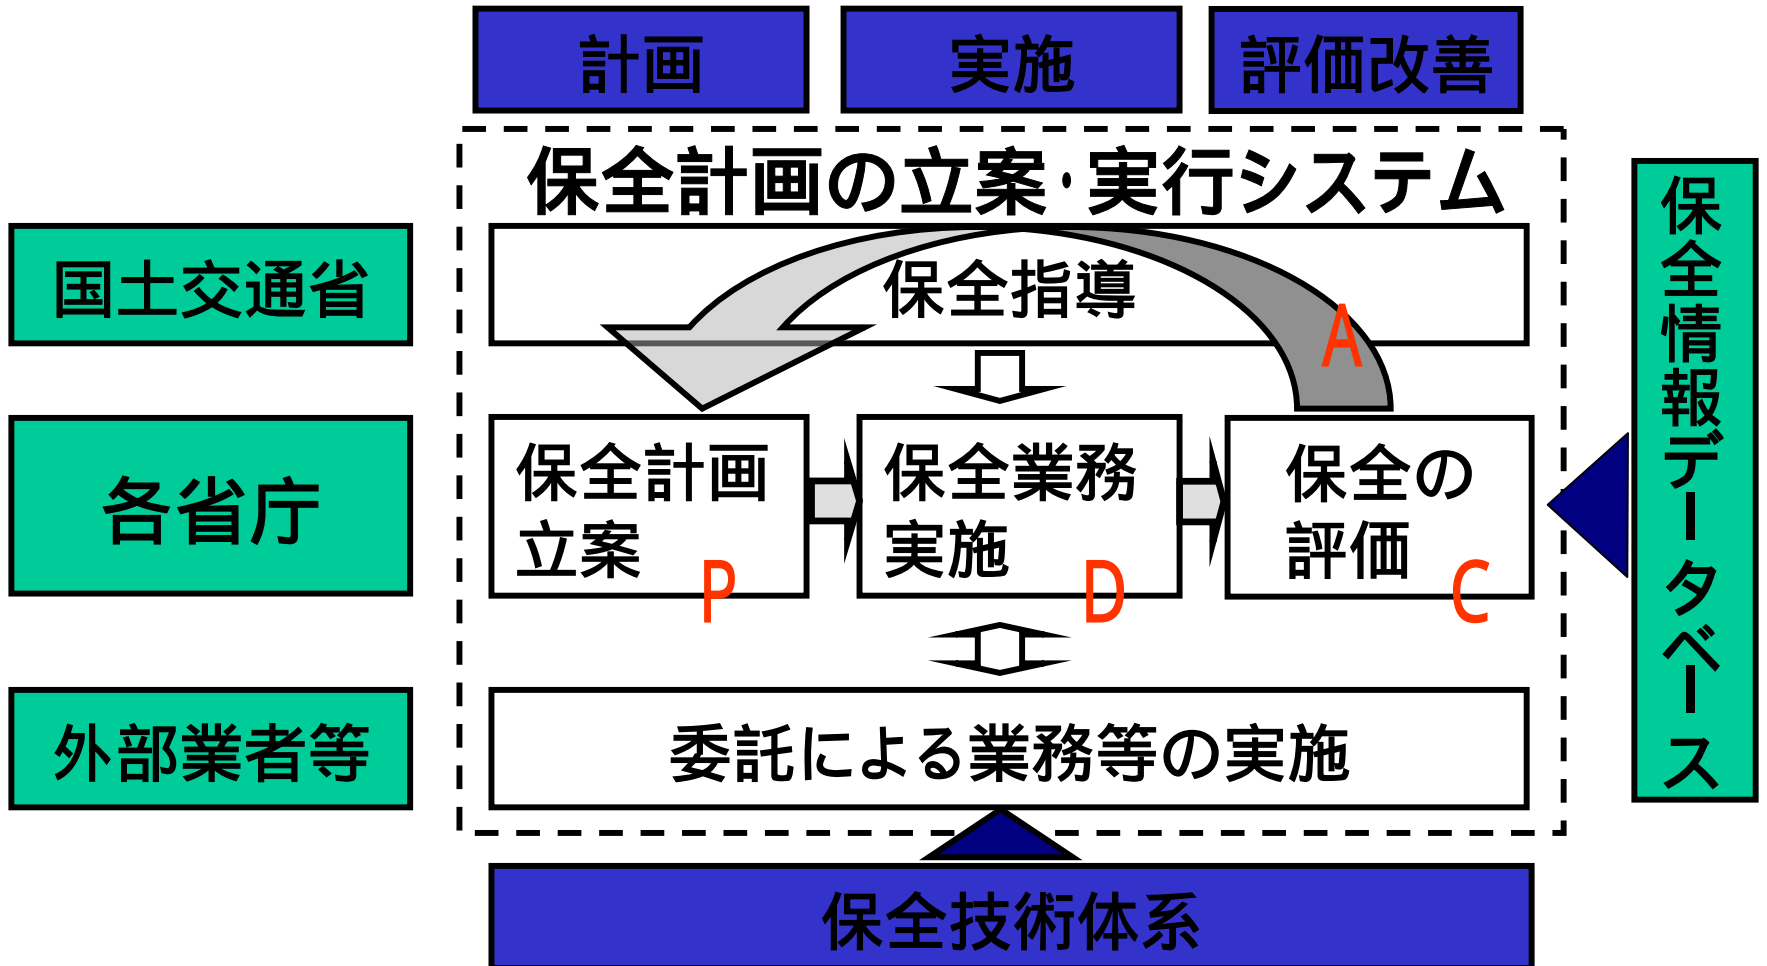 計画
実施
評価改善
保全計画の立案・実行システム
国土交通省
保全指導
A
各省庁
保全計画
立案
P
保全業務
実施
D
保全の
評価
C
外部業者等
委託による業務等の実施
保全技術体系
保全情報データベース